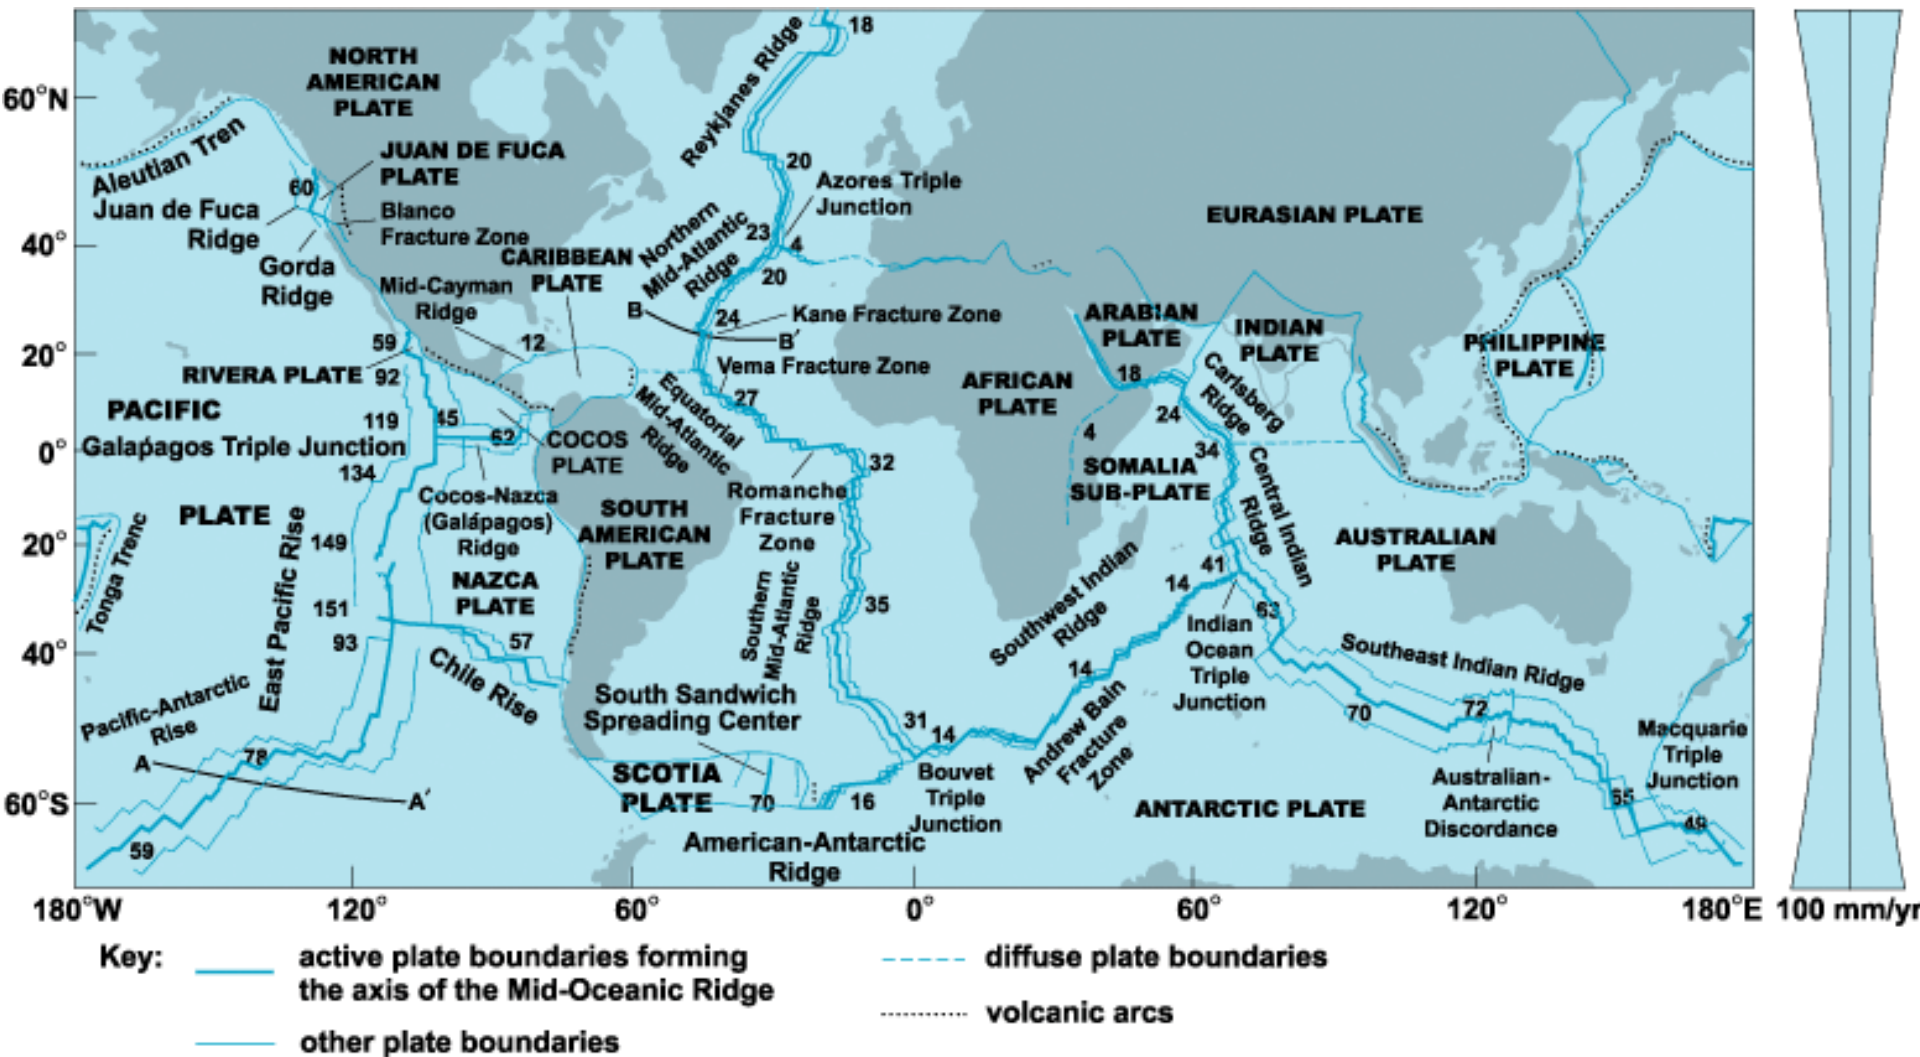 NORTH
AMERICAN
PLATE
Reykjanes Ridge
18
60°N
Aleutian Tren
JUAN DE FUCA
PLATE
60
Juan de Fuca
Ridge
Blanco
Fracture Zone
20
Azores Triple
Junction
EURASIAN PLATE
40°
Gorda
Ridge
CARIBBEAN
PLATE
Northern
Mid-Atlantic
Ridge
23
4
20
Mid-Cayman
Ridge
B
24
Kane Fracture Zone
B′
ARABIAN
PLATE
INDIAN
PLATE
PHILIPPINE
PLATE
59
12
20°
RIVERA PLATE
92
Vema Fracture Zone
AFRICAN
PLATE
18
Carlsberg
Ridge
PACIFIC
119
45
27
Equatorial
Mid-Atlantic
Ridge
24
4
0°
Galapagos Triple Junction
62
COCOS
PLATE
32
34
134
SOMALIA
SUB-PLATE
Central Indian
Ridge
Cocos-Nazca
(Galápagos)
Ridge
Romanche
Fracture
Zone
PLATE
SOUTH
AMERICAN
PLATE
20°
149
East Pacific Rise
Tonga Trenc
AUSTRALIAN
PLATE
NAZCA
PLATE
Southern
Mid-Atlantic
Ridge
35
Southwest Indian
Ridge
14
41
63
151
Indian
Ocean
Triple
Junction
40°
93
57
Chile Rise
14
Southeast Indian Ridge
Pacific-Antarctic
Rise
South Sandwich
Spreading Center
31
14
Andrew Bain
Fracture
Zone
70
72
Macquarie
Triple
Junction
A
78
A′
SCOTIA
PLATE
70
16
Bouvet
Triple
Junction
ANTARCTIC PLATE
Australian-
Antarctic
Discordance
65
49
60°S
59
American-Antarctic
Ridge
180°W
120°
60°
0°
60°
120°
180°E
100 mm/yr
Key:
active plate boundaries forming
the axis of the Mid-Oceanic Ridge
other plate boundaries
diffuse plate boundaries
volcanic arcs